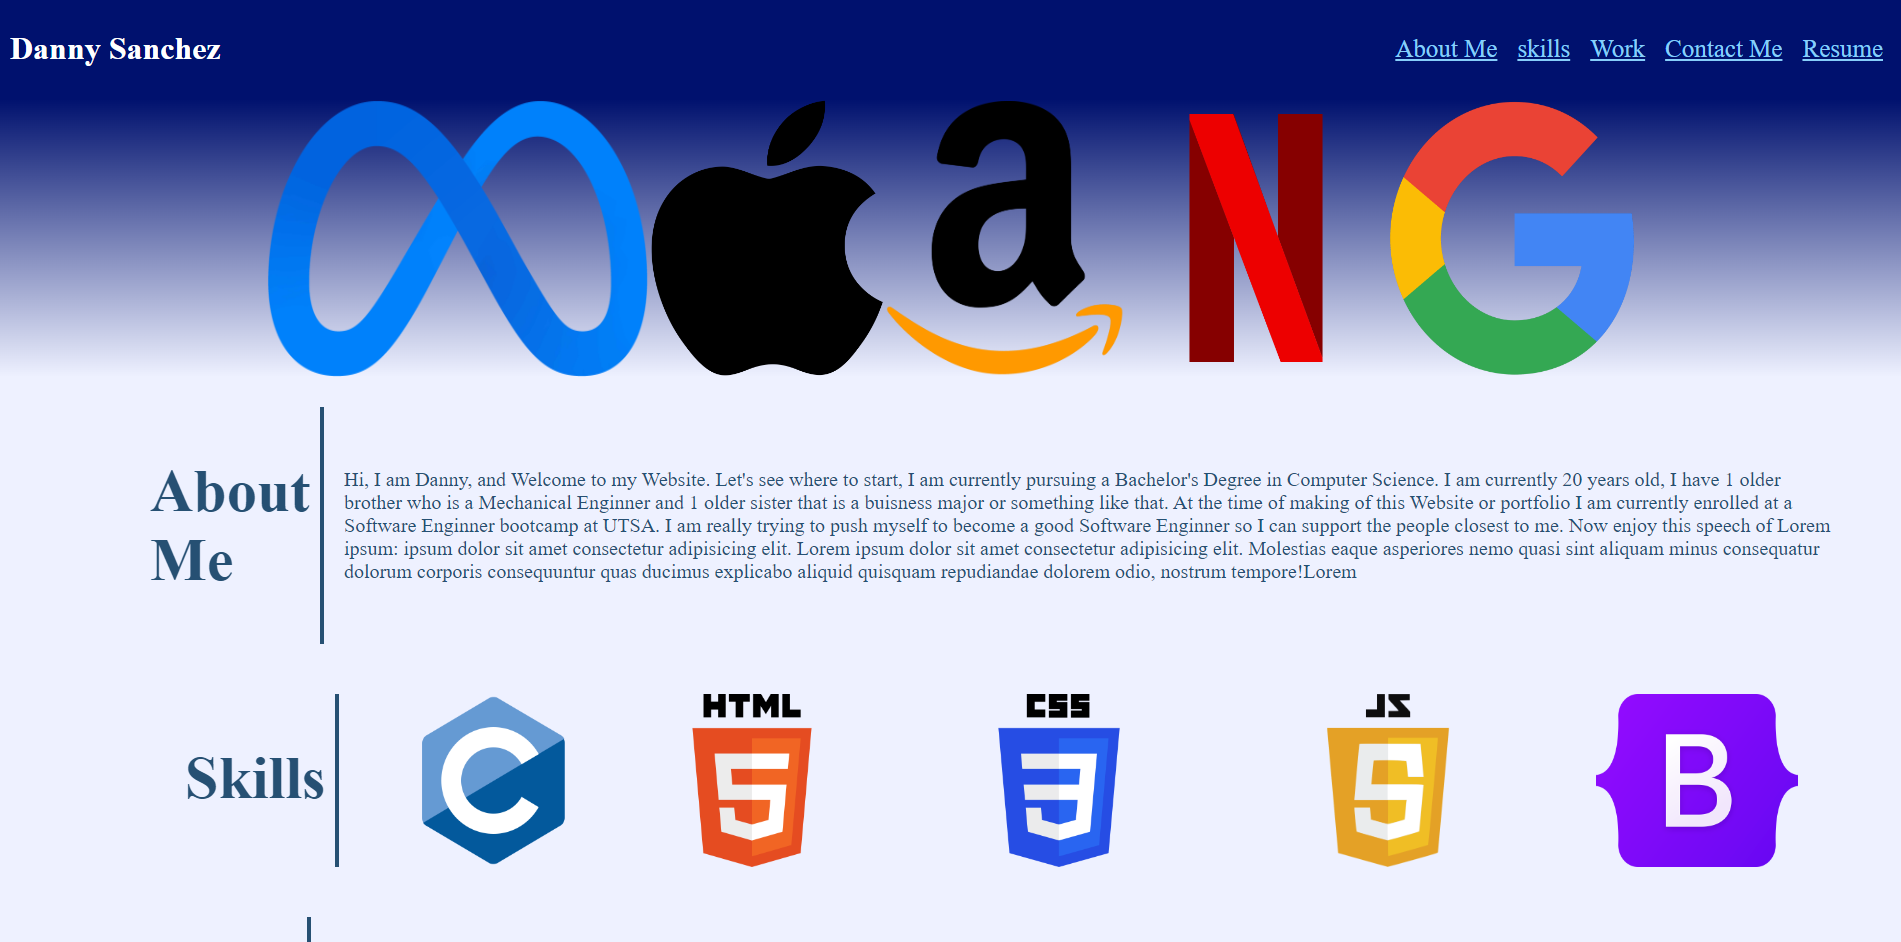 Danny Sanchez
About Me skills Work Contact Me Resume
a N G
About
Me
Hi, I am Danny, and Welcome to my Website. Let's see where to start, I am currently pursuing a Bachelor's Degree in Computer Science. I am currently 20 years old, I have 1 older
brother who is a Mechanical Enginner and 1 older sister that is a buisness major or something like that. At the time of making of this Website or portfolio I am currently enrolled at a
Software Enginner bootcamp at UTSA. I am really trying to push myself to become a good Software Enginner so I can support the people closest to me. Now enjoy this speech of Lorem
ipsum: ipsum dolor sit amet consectetur adipisicing elit. Lorem ipsum dolor sit amet consectetur adipisicing elit. Molestias eaque asperiores nemo quasi sint aliquam minus consequatur
dolorum corporis consequuntur quas ducimus explicabo aliquid quisquam repudiandae dolorem odio, nostrum tempore!Lorem
Skills
HTML CSS JS
C 5 3 S B